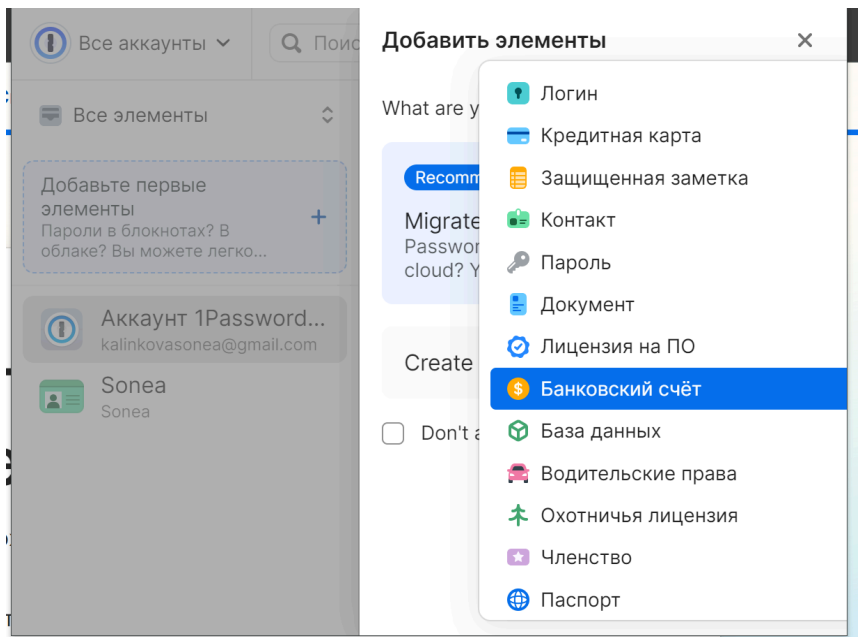 Все аккаунты
Поис
Все элементы
Добавьте первые
элементы
Пароли в блокнотах? В
облаке? Вы можете легко...
Аккаунт 1Password...
kalinkovasonea@gmail.com
Sonea
Sonea
Добавить элементы
What are y
Recomm
Migrate
Passwor
cloud? Y
Create
Don't a
Логин
Кредитная карта
Защищенная заметка
Контакт
Пароль
Документ
Лицензия на ПО
Банковский счёт
База данных
Водительские права
Охотничья лицензия
Членство
Паспорт